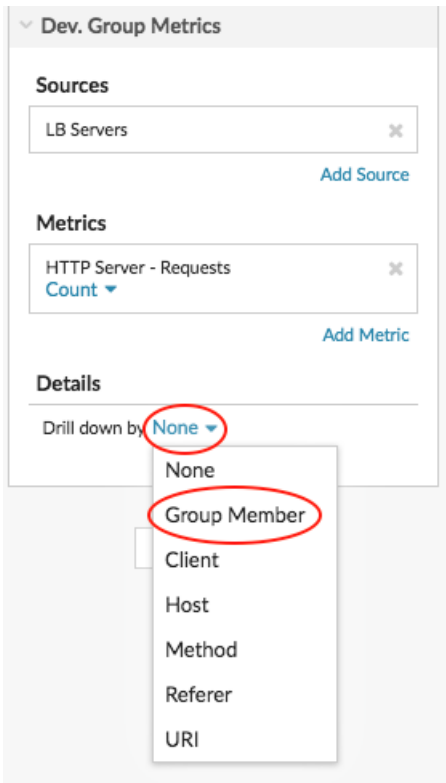 Dev. Group Metrics
Sources
LB Servers
Add Source
Metrics
HTTP Server - Requests
Count
Add Metric
Details
Drill down by None
None
Group Member
Client
Host
Method
Referer
URI